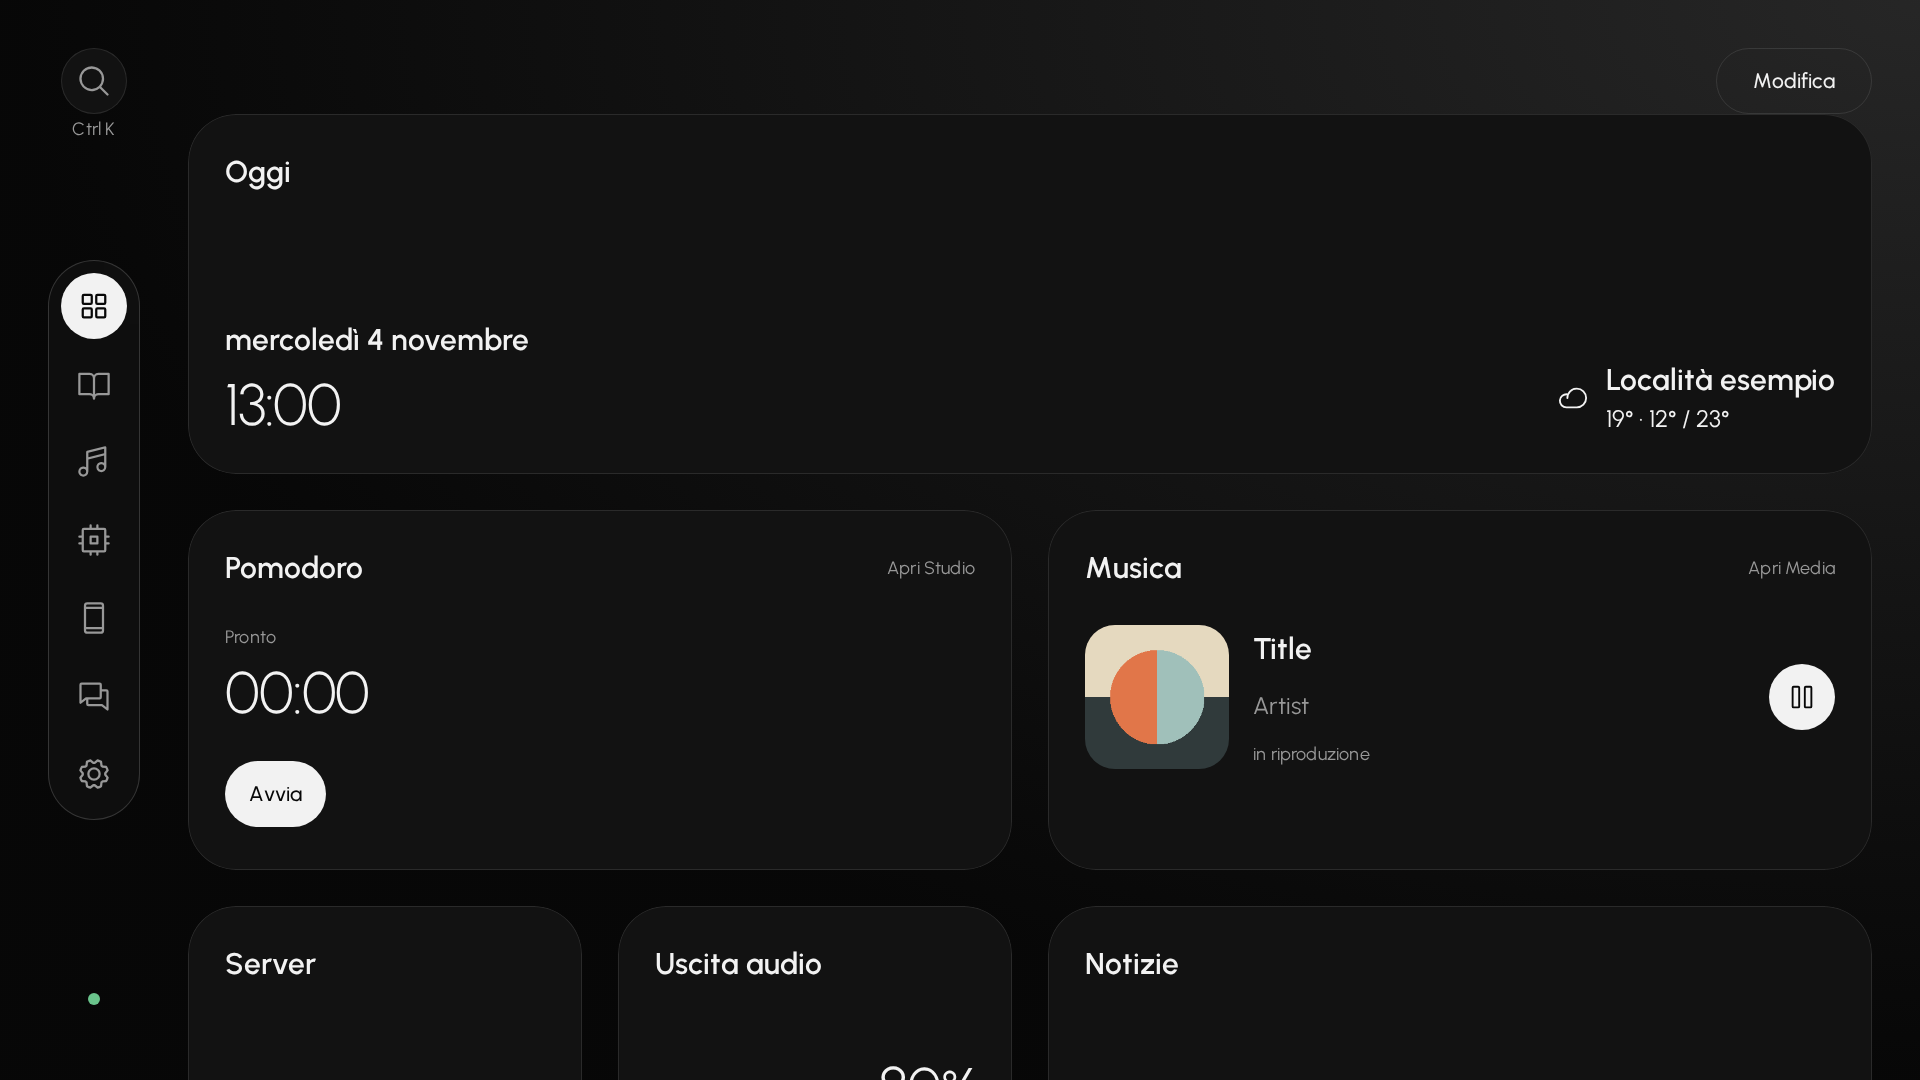 Modifica
Ctrl K
Oggi
mercoledì 4 novembre
13:00
Località esempio
19° · 12° / 23°
Pomodoro
Apri Studio
Pronto
00:00
Avvia
Musica
Apri Media
Title
Artist
in riproduzione
Server
Uscita audio
Notizie